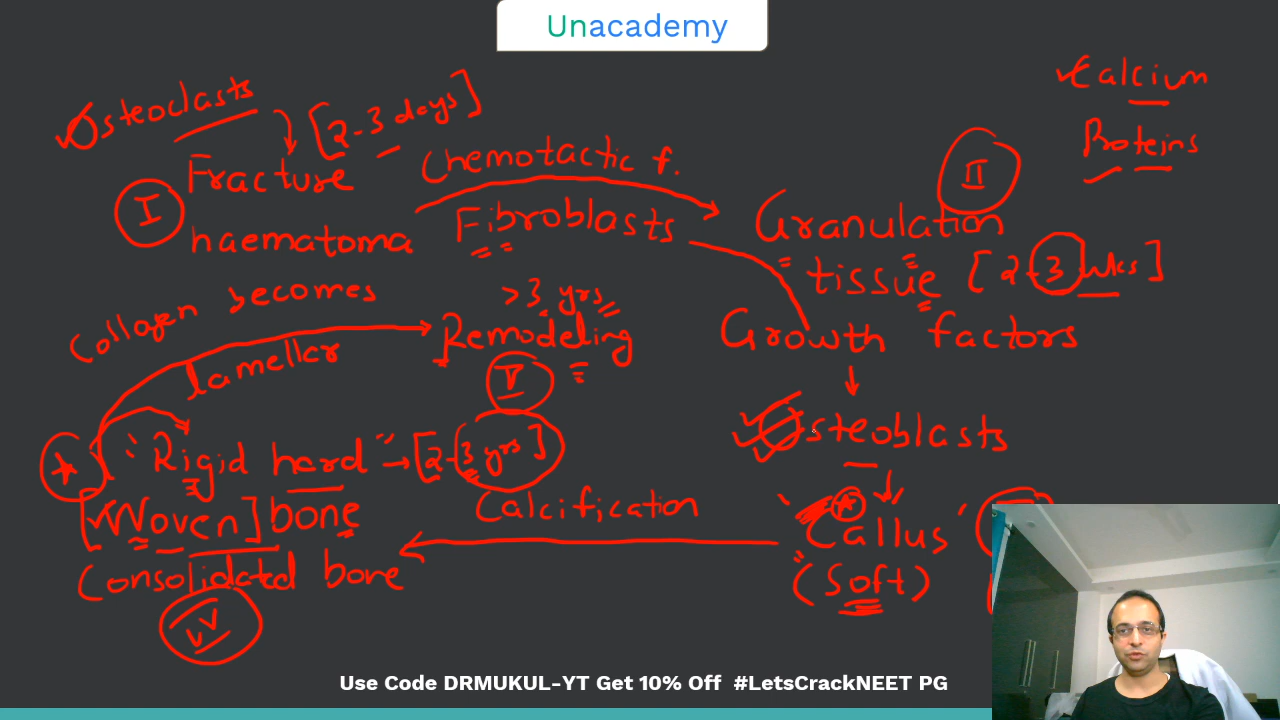 Unacademy
Osteoclasts
[2-3 days]
Calcium
Proteins
I
Fracture
haematoma
Chemotactic f.
Fibroblasts
II
Granulation
tissue [2-3 wks]
Growth factors
Osteoblasts
Callus
(Soft)
Calcification
"Rigid hard" → [2-3 yrs]
[Woven] bone
Consolidated bone
IV
Collagen becomes
lamellar
>3 yrs
Remodeling
V
Use Code DRMUKUL-YT Get 10% Off #LetsCrackNEET PG